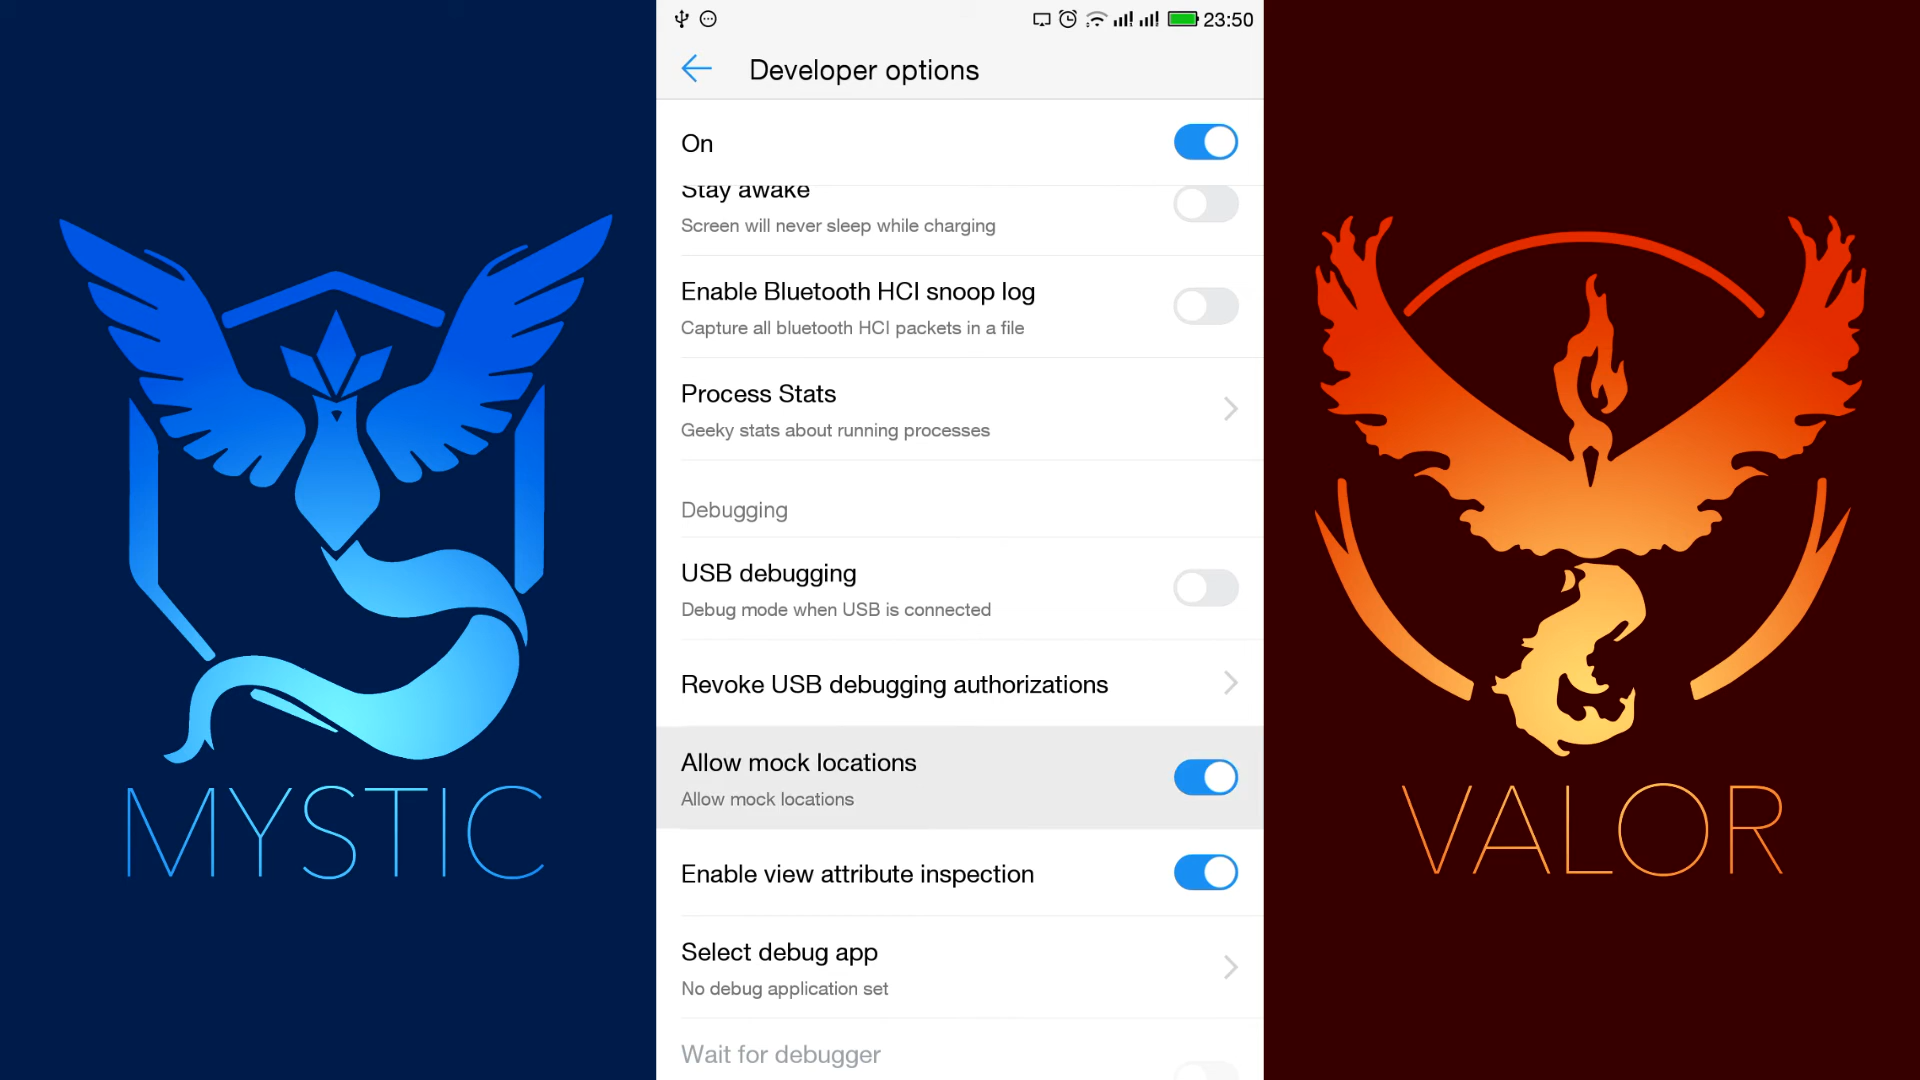 23:50
Developer options
On
Stay awake
Screen will never sleep while charging
Enable Bluetooth HCI snoop log
Capture all bluetooth HCI packets in a file
Process Stats
Geeky stats about running processes
Debugging
USB debugging
Debug mode when USB is connected
Revoke USB debugging authorizations
Allow mock locations
Allow mock locations
Enable view attribute inspection
Select debug app
No debug application set
Wait for debugger
MYSTIC
VALOR